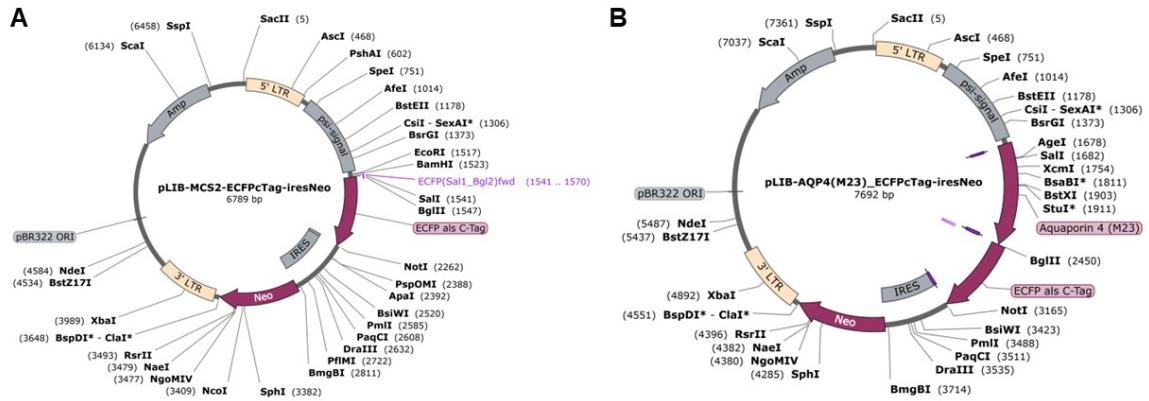 A
(6458) SspI
(6134) ScaI
SacII (5)
AscI (468)
PshAI (602)
SpeI (751)
AfeI (1014)
BstEII (1178)
CsiI - SexAI* (1306)
BsrGI (1373)
EcoRI (1517)
BamHI (1523)
ECFP(Sal1_Bgl2)fwd (1541 .. 1570)
SalI (1541)
BglII (1547)
ECFP als C-Tag
NotI (2262)
PspOMI (2388)
ApaI (2392)
BsiWI (2520)
PmlI (2585)
PaqCI (2608)
DraIII (2632)
PflMI (2722)
BmgBI (2811)
SphI (3382)
NcoI (3409)
(3477) NgoMIV
(3479) NaeI
(3493) RsrII
(3648) BspDI* - ClaI*
(3989) XbaI
(4534) BstZ17I
(4584) NdeI
pBR322 ORI
Amp
5' LTR
psi-signal
IRES
Neo
3' LTR
pLIB-MCS2-ECFPcTag-iresNeo
6789 bp
B
(7361) SspI
(7037) ScaI
SacII (5)
AscI (468)
SpeI (751)
AfeI (1014)
BstEII (1178)
CsiI - SexAI* (1306)
BsrGI (1373)
AgeI (1678)
SalI (1682)
XcmI (1754)
BsaBI* (1811)
BstXI (1903)
StuI* (1911)
Aquaporin 4 (M23)
BglII (2450)
ECFP als C-Tag
NotI (3165)
BsiWI (3423)
PmlI (3488)
PaqCI (3511)
DraIII (3535)
BmgBI (3714)
(4285) SphI
(4380) NgoMIV
(4382) NaeI
(4396) RsrII
(4551) BspDI* - ClaI*
(4892) XbaI
(5437) BstZ17I
(5487) NdeI
pBR322 ORI
Amp
5' LTR
psi-signal
IRES
Neo
3' LTR
pLIB-AQP4(M23)_ECFPcTag-iresNeo
7692 bp